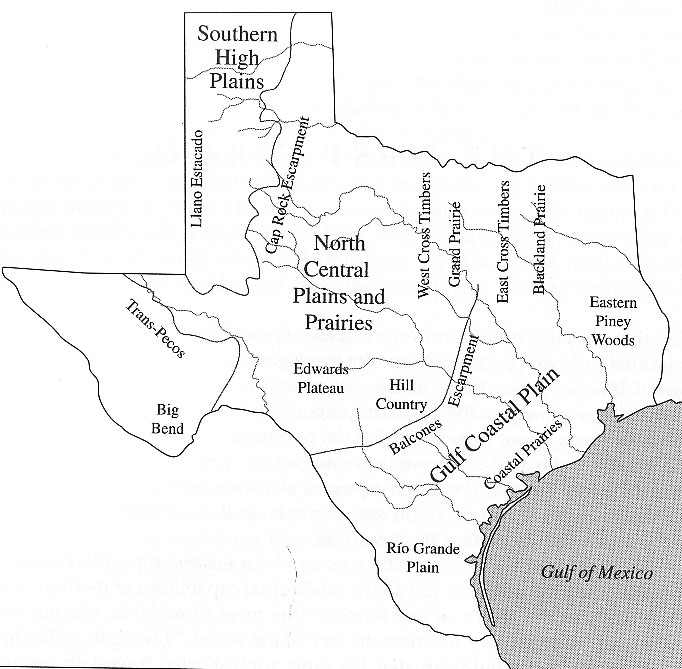 Southern
High
Plains
Llano Estacado
Cap Rock Escarpment
North
Central
Plains and
Prairies
West Cross Timbers
Grand Prairie
East Cross Timbers
Blackland Prairie
Eastern
Piney
Woods
Trans-Pecos
Edwards
Plateau
Hill
Country
Escarpment
Big
Bend
Balcones
Gulf Coastal Plain
Coastal Prairies
Río Grande
Plain
Gulf of Mexico